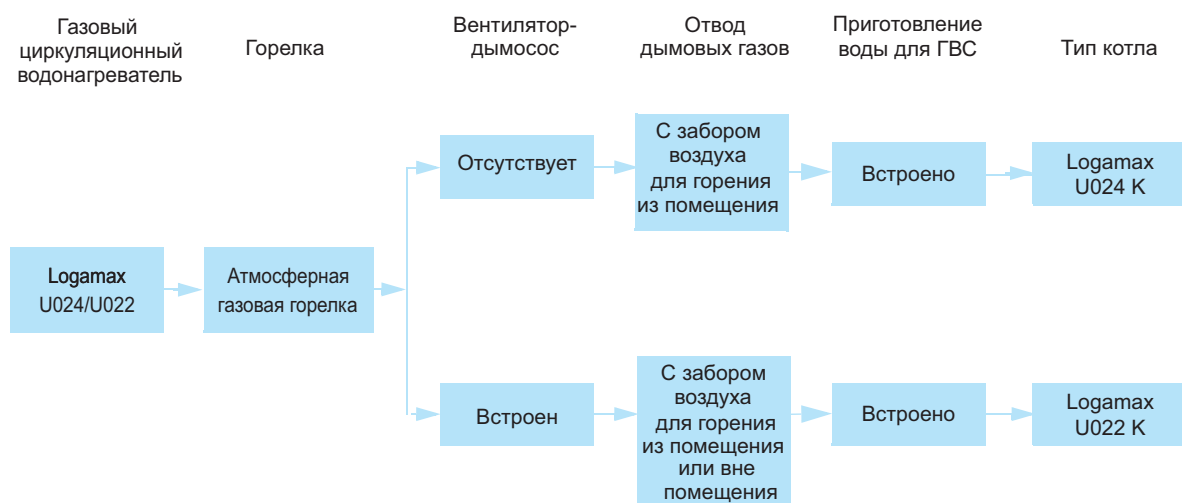 Газовый
циркуляционный
водонагреватель
Горелка
Вентилятор-
дымосос
Отвод
дымовых газов
Приготовление
воды для ГВС
Тип котла
Отсутствует
С забором
воздуха
для горения
из помещения
Встроено
Logamax
U024 K
Logamax
U024/U022
Атмосферная
газовая горелка
Встроен
С забором
воздуха
для горения
из помещения
или вне
помещения
Встроено
Logamax
U022 K